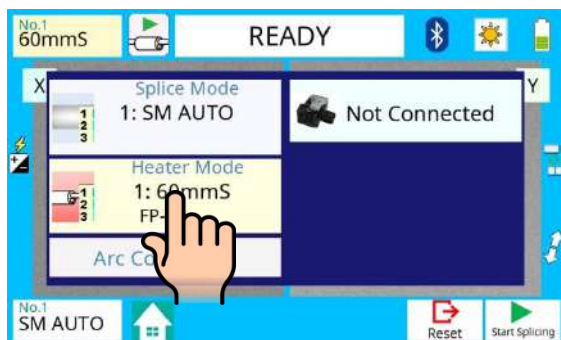 No.1
60mmS
READY
X
Y
Splice Mode
1: SM AUTO
1
2
3
Not Connected
Heater Mode
1: 60mmS
1
2
3
FP-
Arc Co
No.1
SM AUTO
Reset
Start Splicing